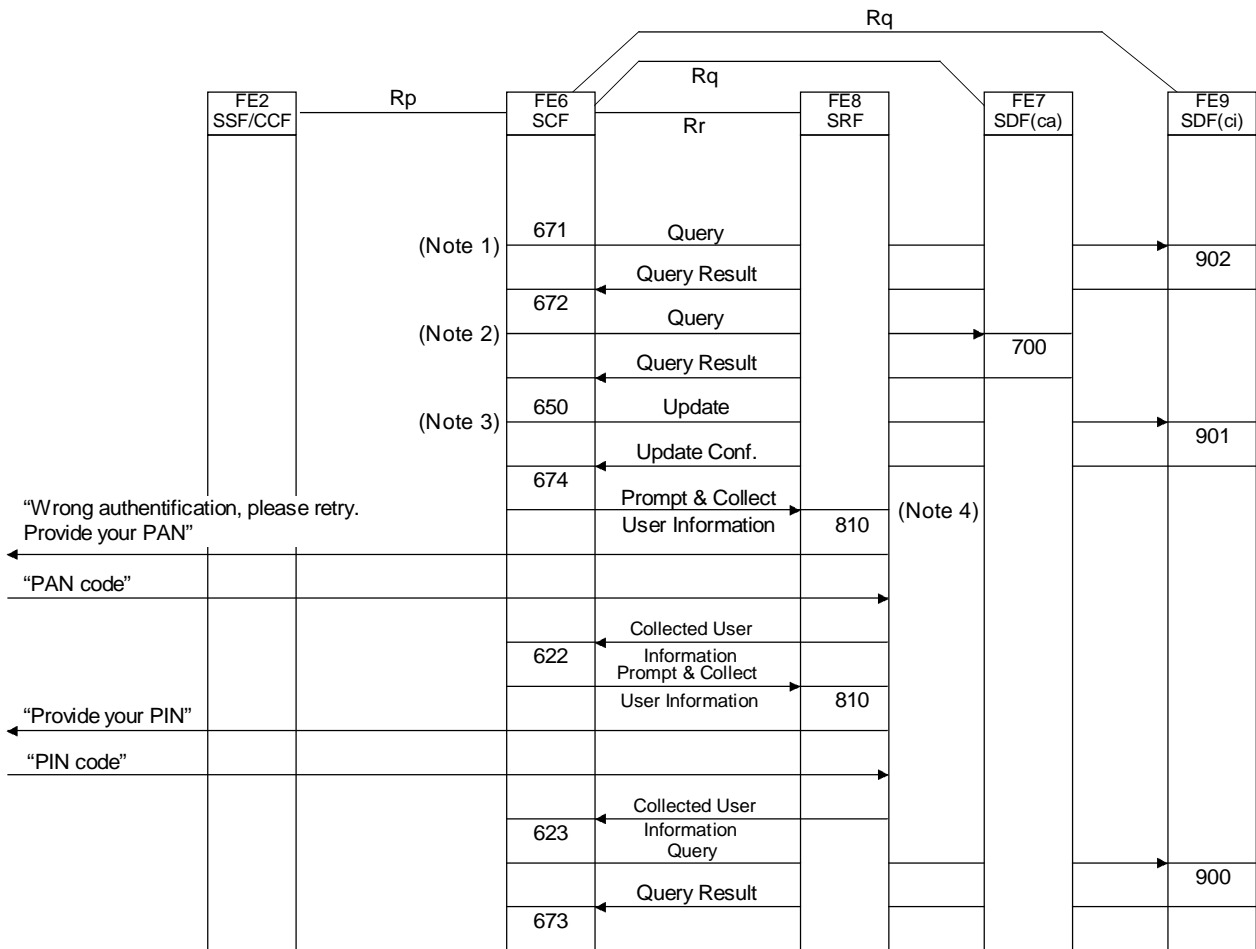 Rq
Rq
FE2
SSF/CCF
Rp
FE6
SCF
Rr
FE8
SRF
FE7
SDF(ca)
FE9
SDF(ci)
(Note 1)
671
Query
902
Query Result
672
(Note 2)
Query
700
Query Result
(Note 3)
650
Update
901
Update Conf.
674
“Wrong authentification, please retry.
Provide your PAN”
Prompt & Collect
User Information
810
(Note 4)
“PAN code”
Collected User
Information
622
Prompt & Collect
User Information
810
“Provide your PIN”
“PIN code”
Collected User
Information
623
Query
900
Query Result
673